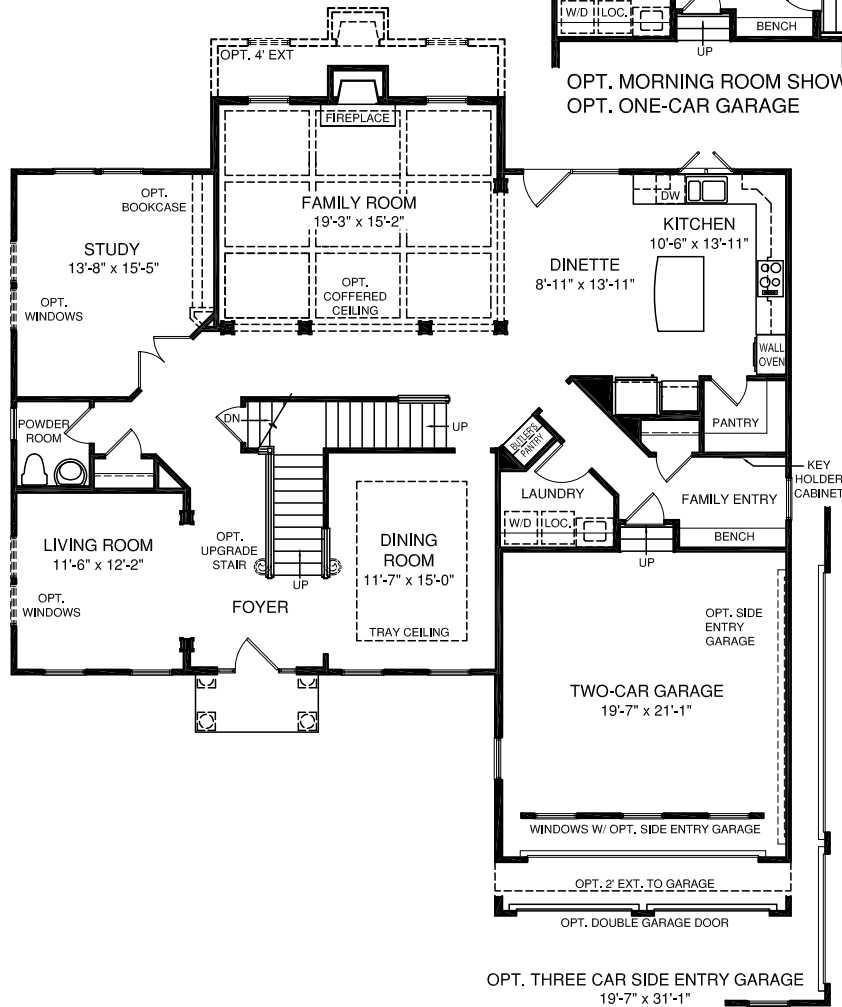 W/D
LOC.
BENCH
UP
OPT. MORNING ROOM SHOW
OPT. ONE-CAR GARAGE
OPT. 4' EXT
FIREPLACE
FAMILY ROOM
19'-3" x 15'-2"
OPT.
COFFERED
CEILING
OPT.
BOOKCASE
STUDY
13'-8" x 15'-5"
OPT.
WINDOWS
DW
KITCHEN
10'-6" x 13'-11"
DINETTE
8'-11" x 13'-11"
WALL
OVEN
PANTRY
POWDER
ROOM
DN
UP
BUTLER'S
PANTRY
LAUNDRY
W/D
LOC.
FAMILY ENTRY
KEY
HOLDER
CABINET
BENCH
UP
LIVING ROOM
11'-6" x 12'-2"
OPT.
WINDOWS
OPT.
UPGRADE
STAIR
UP
FOYER
DINING
ROOM
11'-7" x 15'-0"
TRAY CEILING
OPT. SIDE
ENTRY
GARAGE
TWO-CAR GARAGE
19'-7" x 21'-1"
WINDOWS W/ OPT. SIDE ENTRY GARAGE
OPT. 2' EXT. TO GARAGE
OPT. DOUBLE GARAGE DOOR
OPT. THREE CAR SIDE ENTRY GARAGE
19'-7" x 31'-1"